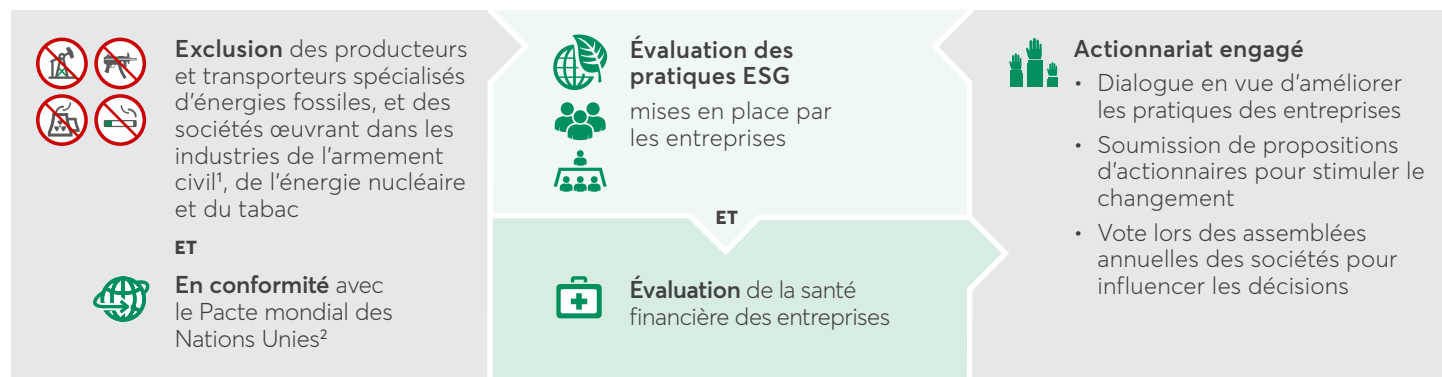 Exclusion des producteurs
et transporteurs spécialisés
d'énergies fossiles, et des
sociétés œuvrant dans les
industries de l'armement
civil¹, de l'énergie nucléaire
et du tabac
ET
En conformité avec
le Pacte mondial des
Nations Unies²
Évaluation des
pratiques ESG
mises en place par
les entreprises
ET
Évaluation de la santé
financière des entreprises
Actionnariat engagé
• Dialogue en vue d'améliorer
les pratiques des entreprises
• Soumission de propositions
d'actionnaires pour stimuler le
changement
• Vote lors des assemblées
annuelles des sociétés pour
influencer les décisions